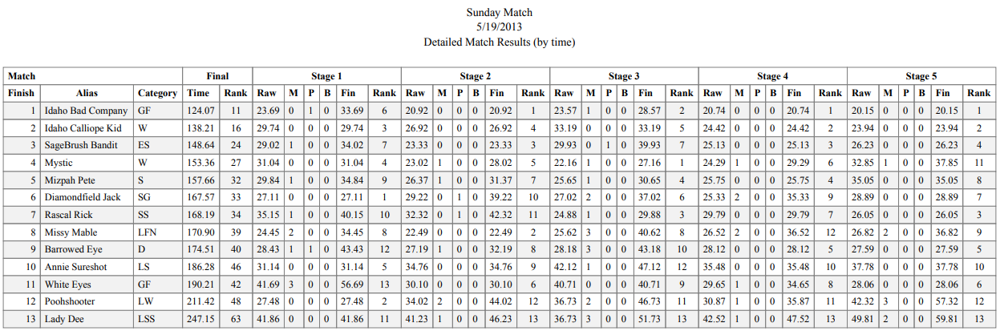 Sunday Match
5/19/2013
Detailed Match Results (by time)
Match Final Stage 1 Stage 2 Stage 3 Stage 4 Stage 5
Finish Alias Category Time Rank Raw M P B Fin Rank Raw M P B Fin Rank Raw M P B Fin Rank Raw M P B Fin Rank Raw M P B Fin Rank
1 Idaho Bad Company GF 124.07 11 23.69 0 1 0 33.69 6 20.92 0 0 0 20.92 1 23.57 1 0 0 28.57 2 20.74 0 0 0 20.74 1 20.15 0 0 0 20.15 1
2 Idaho Calliope Kid W 138.21 16 29.74 0 0 0 29.74 3 26.92 0 0 0 26.92 4 33.19 0 0 0 33.19 5 24.42 0 0 0 24.42 2 23.94 0 0 0 23.94 2
3 SageBrush Bandit ES 148.64 24 29.02 1 0 0 34.02 7 23.33 0 0 0 23.33 3 29.93 0 1 0 39.93 7 25.13 0 0 0 25.13 3 26.23 0 0 0 26.23 4
4 Mystic W 153.36 27 31.04 0 0 0 31.04 4 23.02 1 0 0 28.02 5 22.16 1 0 0 27.16 1 24.29 1 0 0 29.29 6 32.85 1 0 0 37.85 11
5 Mizpah Pete S 157.66 32 29.84 1 0 0 34.84 9 26.37 1 0 0 31.37 7 25.65 1 0 0 30.65 4 25.75 0 0 0 25.75 4 35.05 0 0 0 35.05 8
6 Diamondfield Jack SG 167.57 33 27.11 0 0 0 27.11 1 29.22 0 1 0 39.22 10 27.02 2 0 0 37.02 6 25.33 2 0 0 35.33 9 28.89 0 0 0 28.89 7
7 Rascal Rick SS 168.19 34 35.15 1 0 0 40.15 10 32.32 0 1 0 42.32 11 24.88 1 0 0 29.88 3 29.79 0 0 0 29.79 7 26.05 0 0 0 26.05 3
8 Missy Mable LFN 170.90 39 24.45 2 0 0 34.45 8 22.49 0 0 0 22.49 2 25.62 3 0 0 40.62 8 26.52 2 0 0 36.52 12 26.82 2 0 0 36.82 9
9 Barrowed Eye D 174.51 40 28.43 1 1 0 43.43 12 27.19 1 0 0 32.19 8 28.18 3 0 0 43.18 10 28.12 0 0 0 28.12 5 27.59 0 0 0 27.59 5
10 Annie Sureshot LS 186.28 46 31.14 0 0 0 31.14 5 34.76 0 0 0 34.76 9 42.12 1 0 0 47.12 12 35.48 0 0 0 35.48 10 37.78 0 0 0 37.78 10
11 White Eyes GF 190.21 42 41.69 3 0 0 56.69 13 30.10 0 0 0 30.10 6 40.71 0 0 0 40.71 9 29.65 1 0 0 34.65 8 28.06 0 0 0 28.06 6
12 Poohshooter LW 211.42 48 27.48 0 0 0 27.48 2 34.02 2 0 0 44.02 12 36.73 2 0 0 46.73 11 30.87 1 0 0 35.87 11 42.32 3 0 0 57.32 12
13 Lady Dee LSS 247.15 63 41.86 0 0 0 41.86 11 41.23 1 0 0 46.23 13 36.73 3 0 0 51.73 13 42.52 1 0 0 47.52 13 49.81 2 0 0 59.81 13